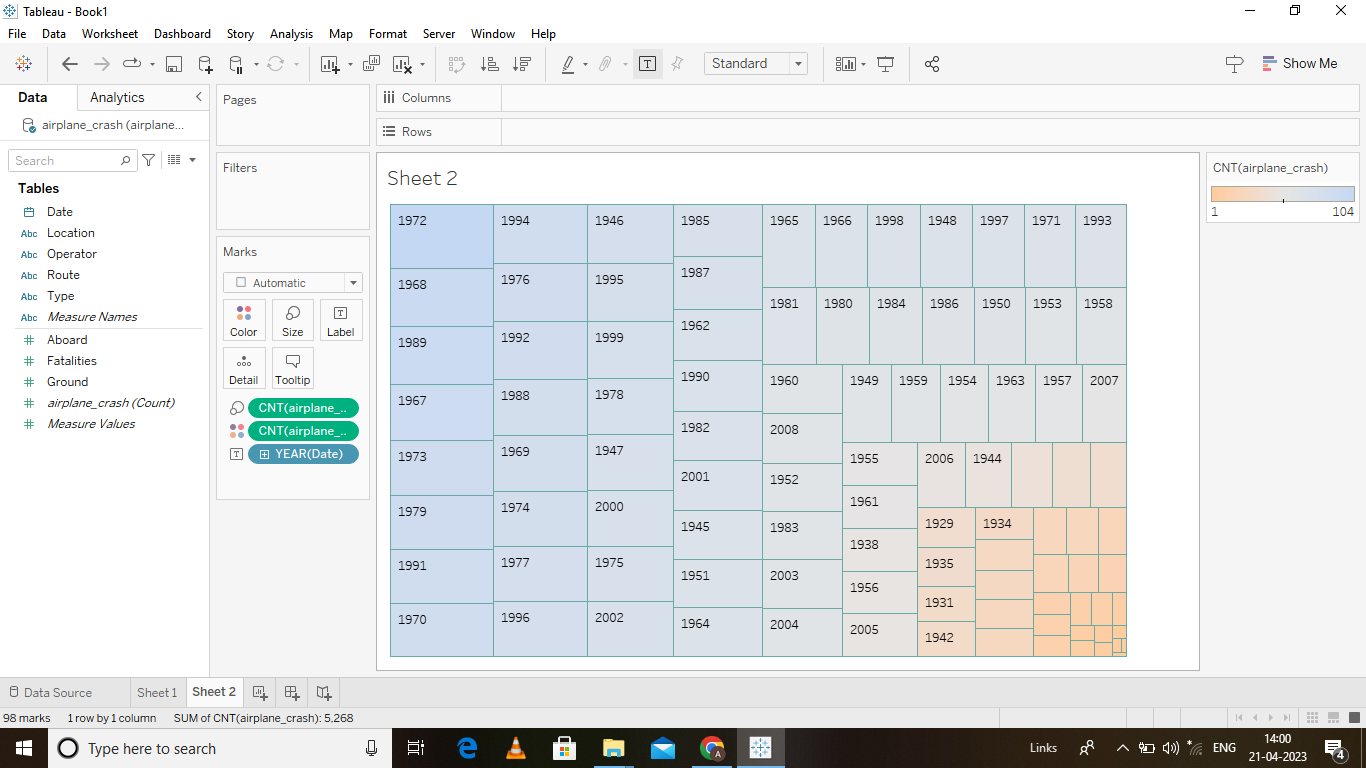 Tableau - Book1
File Data Worksheet Dashboard Story Analysis Map Format Server Window Help
Standard
Show Me
Data Analytics
airplane_crash (airplane...
Search
Tables
Date
Abc Location
Abc Operator
Abc Route
Abc Type
Abc Measure Names
# Aboard
# Fatalities
# Ground
# airplane_crash (Count)
# Measure Values
Pages
Filters
Marks
Automatic
Color Size Label
Detail Tooltip
CNT(airplane_..
CNT(airplane_..
YEAR(Date)
Columns
Rows
Sheet 2
1972
1968
1989
1967
1973
1979
1991
1970
1994
1976
1992
1988
1969
1974
1977
1996
1946
1995
1999
1978
1947
2000
1975
2002
1985
1987
1962
1990
1982
2001
1945
1951
1964
1965 1966 1998 1948 1997 1971 1993
1981 1980 1984 1986 1950 1953 1958
1960
2008
1952
1983
2003
2004
1949 1959 1954 1963 1957 2007
1955
1961
1938
1956
2005
2006 1944
1929
1935
1931
1942
1934
CNT(airplane_crash)
1 104
Data Source Sheet 1 Sheet 2
98 marks 1 row by 1 column SUM of CNT(airplane_crash): 5,268
Type here to search
A
Links
ENG
14:00
21-04-2023
4